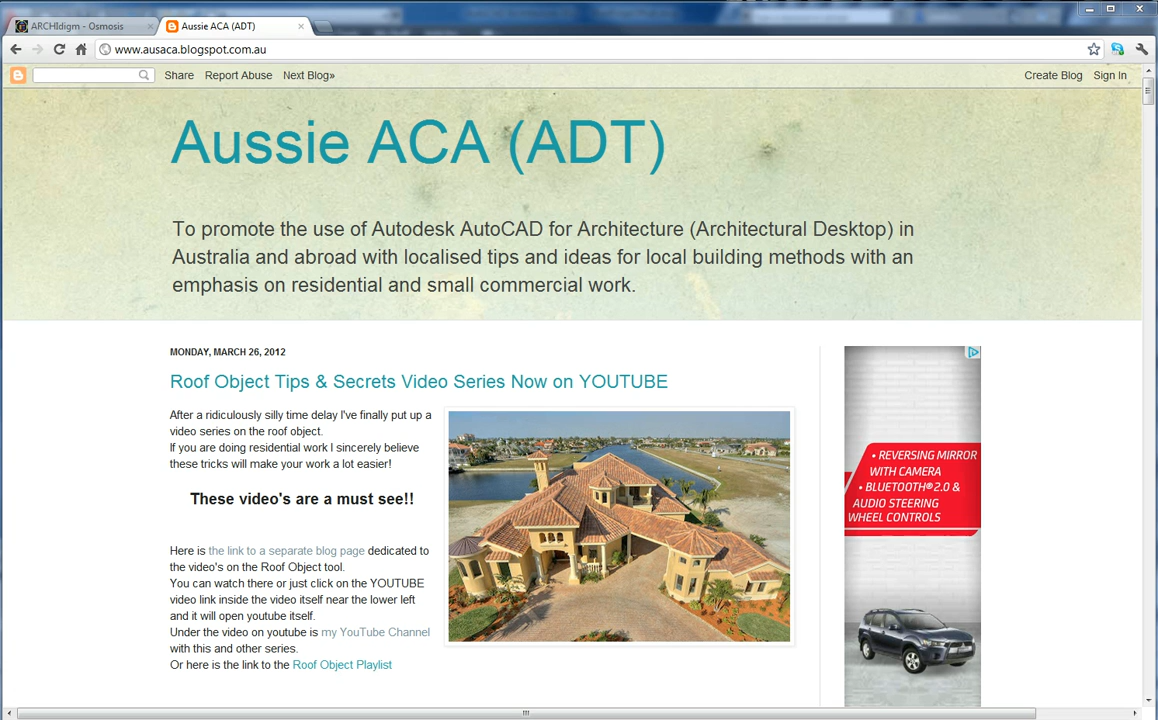 ARCHIdigm - Osmosis
Aussie ACA (ADT)
www.ausaca.blogspot.com.au
Share Report Abuse Next Blog» Create Blog Sign In
Aussie ACA (ADT)
To promote the use of Autodesk AutoCAD for Architecture (Architectural Desktop) in
Australia and abroad with localised tips and ideas for local building methods with an
emphasis on residential and small commercial work.
MONDAY, MARCH 26, 2012
Roof Object Tips & Secrets Video Series Now on YOUTUBE
After a ridiculously silly time delay I've finally put up a
video series on the roof object.
If you are doing residential work I sincerely believe
these tricks will make your work a lot easier!
These video's are a must see!!
Here is the link to a separate blog page dedicated to
the video's on the Roof Object tool.
You can watch there or just click on the YOUTUBE
video link inside the video itself near the lower left
and it will open youtube itself.
Under the video on youtube is my YouTube Channel
with this and other series.
Or here is the link to the Roof Object Playlist
• REVERSING MIRROR
WITH CAMERA
• BLUETOOTH® 2.0 &
AUDIO STEERING
WHEEL CONTROLS